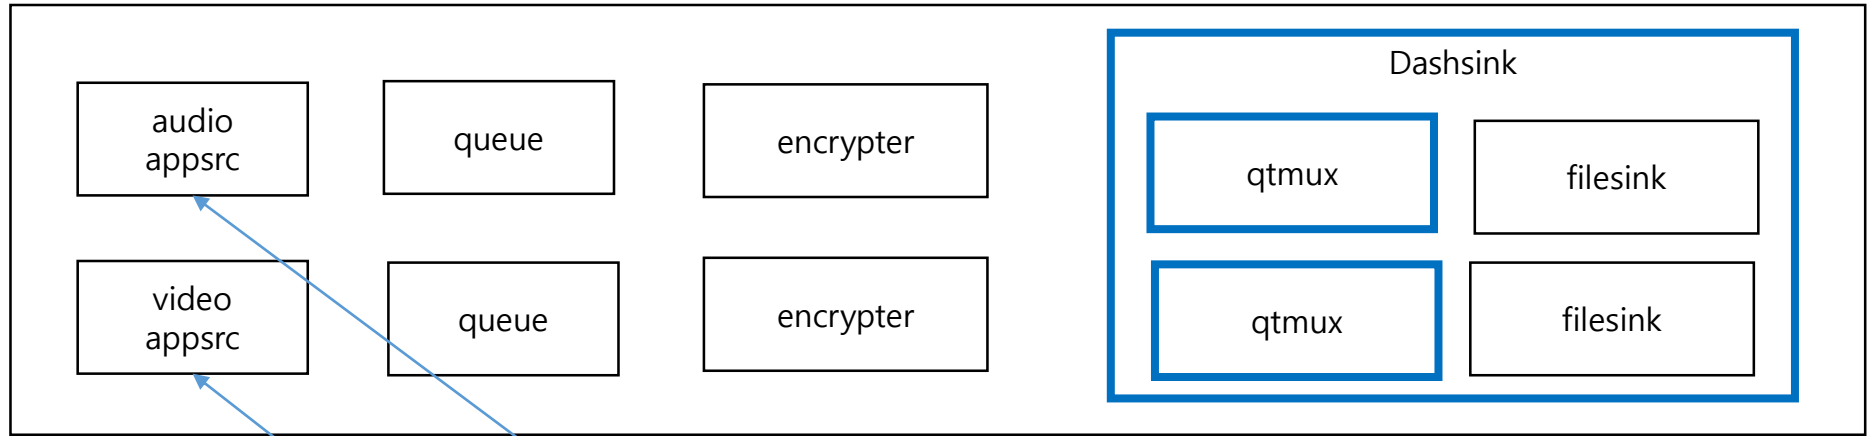 Dashsink
audio
appsrc
queue
encrypter
qtmux
filesink
video
appsrc
queue
encrypter
qtmux
filesink